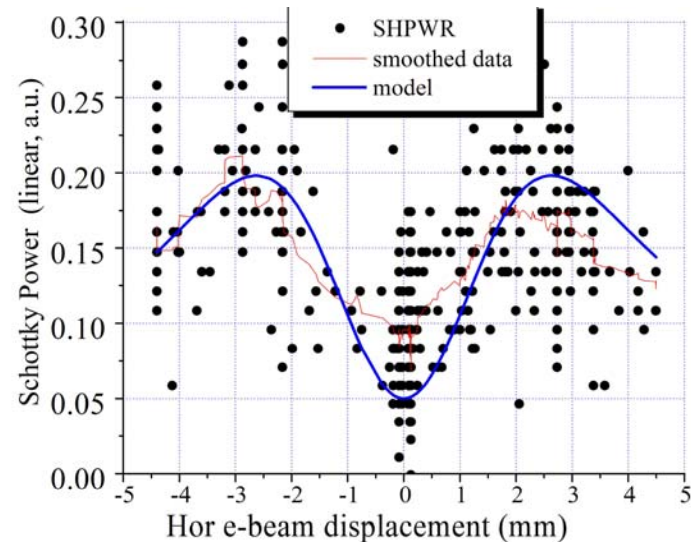 SHPWR
smoothed data
model
0.30
0.25
0.20
0.15
0.10
0.05
0.00
Schottky Power (linear, a.u.)
-5 -4 -3 -2 -1 0 1 2 3 4 5
Hor e-beam displacement (mm)